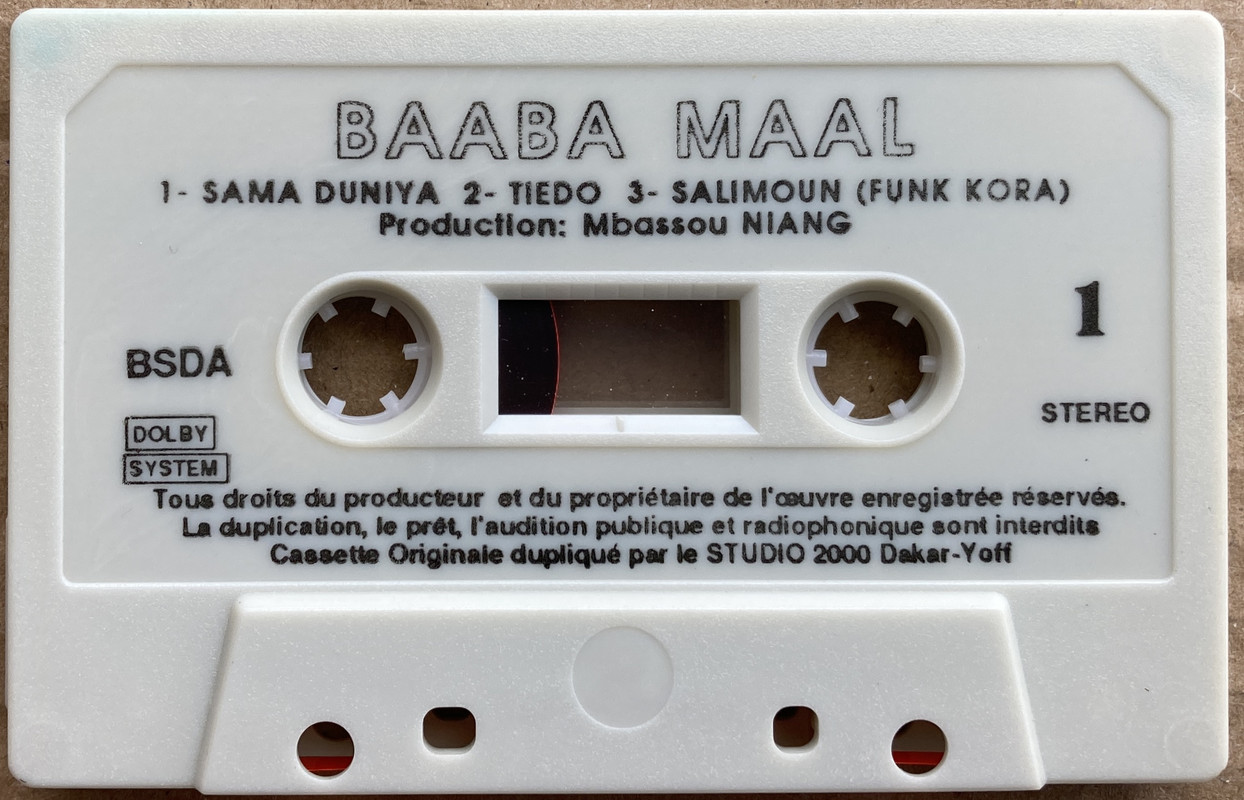 BAABA MAAL
1- SAMA DUNIYA 2- TIEDO 3- SALIMOUN (FUNK KORA)
Production: Mbassou NIANG
1
BSDA
STEREO
DOLBY
SYSTEM
Tous droits du producteur et du propriétaire de l'œuvre enregistrée réservés.
La duplication, le prêt, l'audition publique et radiophonique sont interdits
Cassette Originale dupliqué par le STUDIO 2000 Dakar-Yoff